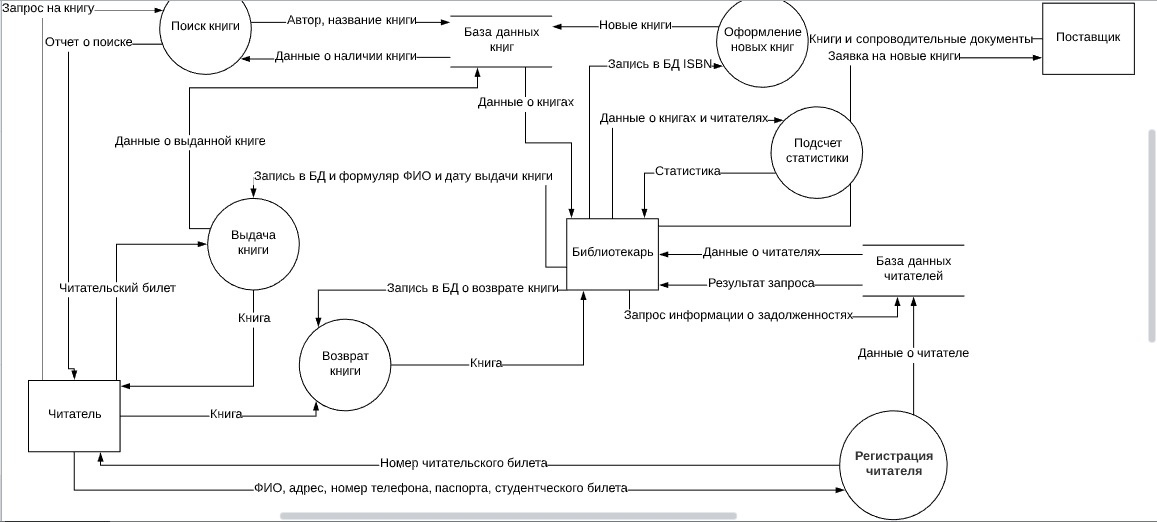 Запрос на книгу
Поиск книги
Автор, название книги
База данных
книг
Новые книги
Оформление
новых книг
Книги и сопроводительные документы
Поставщик
Отчет о поиске
Данные о наличии книги
Запись в БД ISBN
Заявка на новые книги
Данные о книгах
Данные о книгах и читателях
Данные о выданной книге
Подсчет
статистики
Запись в БД и формуляр ФИО и дату выдачи книги
Статистика
Выдача
книги
Библиотекарь
Данные о читателях
База данных
читателей
Читательский билет
Запись в БД о возврате книги
Результат запроса
Книга
Запрос информации о задолженностях
Возврат
книги
Книга
Данные о читателе
Читатель
Книга
Регистрация
читателя
Номер читательского билета
ФИО, адрес, номер телефона, паспорта, студентческого билета